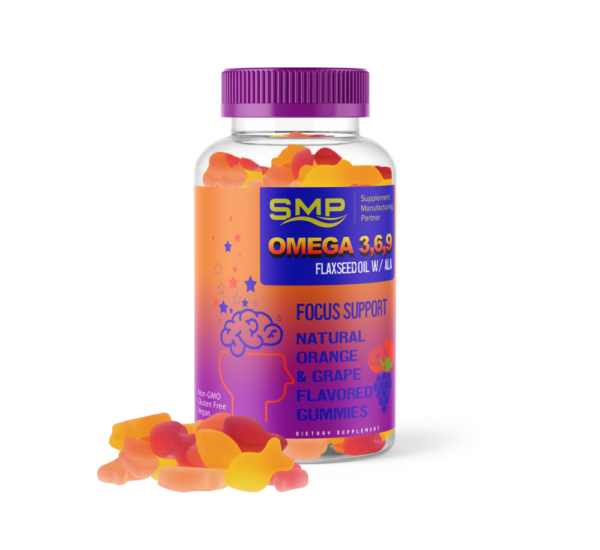 SMP
Supplement
Manufacturing
Partner
OMEGA 3,6,9
FLAXSEED OIL W/ ALA
FOCUS SUPPORT
NATURAL
ORANGE
& GRAPE
FLAVORED
GUMMIES
Non-GMO
Gluten Free
Vegan
DIETARY SUPPLEMENT